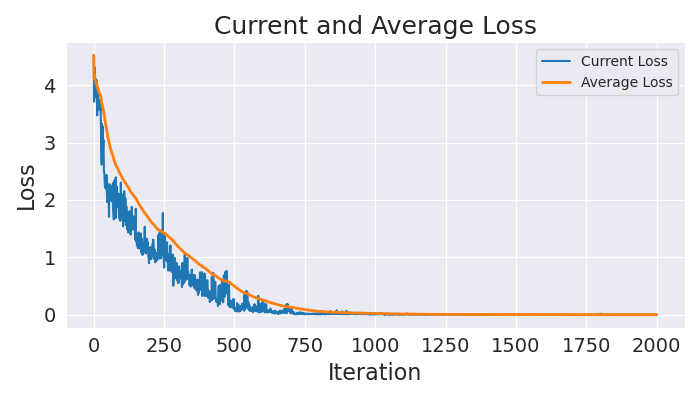 Current and Average Loss
Current Loss
Average Loss
Loss
4
3
2
1
0
0 250 500 750 1000 1250 1500 1750 2000
Iteration